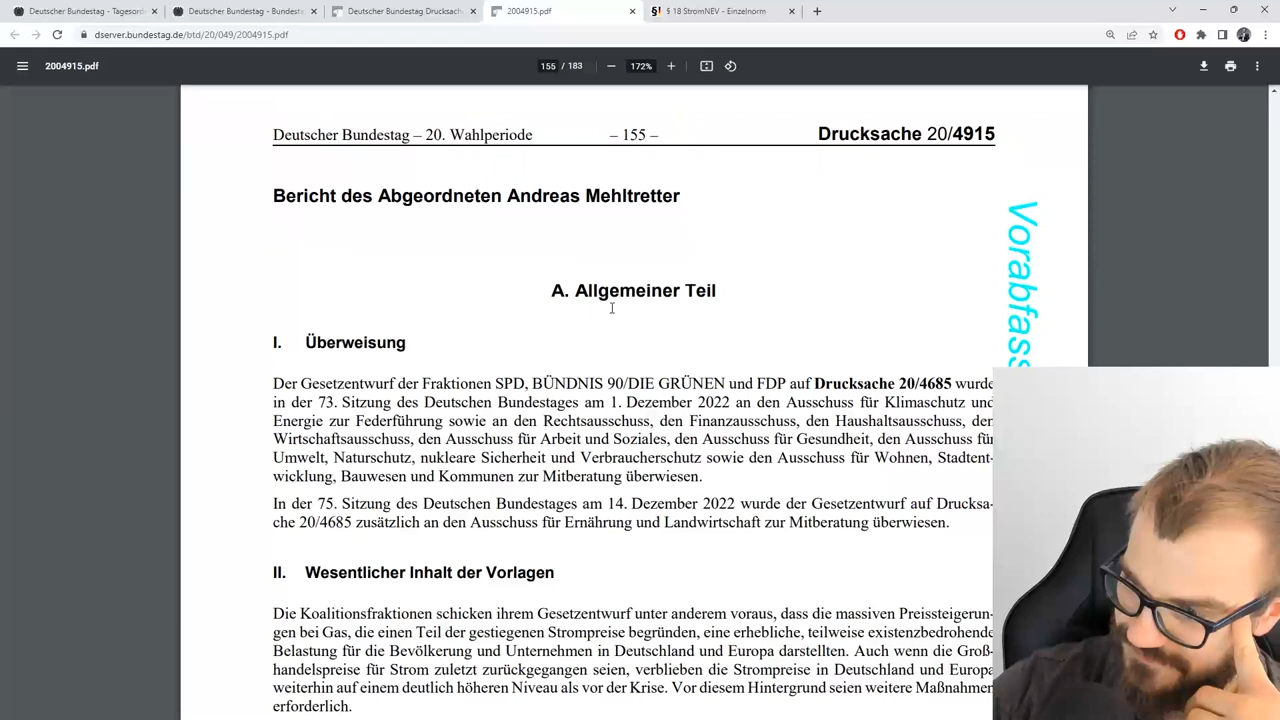 Deutscher Bundestag - Tagesord
Deutscher Bundestag - Bundeste
Deutscher Bundestag Drucksach
2004915.pdf
§ 18 StromNEV - Einzelnorm
dserver.bundestag.de/btd/20/049/2004915.pdf
2004915.pdf
155 / 183
172%
Deutscher Bundestag – 20. Wahlperiode – 155 – Drucksache 20/4915
Bericht des Abgeordneten Andreas Mehltretter
A. Allgemeiner Teil
I. Überweisung
Der Gesetzentwurf der Fraktionen SPD, BÜNDNIS 90/DIE GRÜNEN und FDP auf Drucksache 20/4685 wurde
in der 73. Sitzung des Deutschen Bundestages am 1. Dezember 2022 an den Ausschuss für Klimaschutz und
Energie zur Federführung sowie an den Rechtsausschuss, den Finanzausschuss, den Haushaltsausschuss, den
Wirtschaftsausschuss, den Ausschuss für Arbeit und Soziales, den Ausschuss für Gesundheit, den Ausschuss für
Umwelt, Naturschutz, nukleare Sicherheit und Verbraucherschutz sowie den Ausschuss für Wohnen, Stadtent-
wicklung, Bauwesen und Kommunen zur Mitberatung überwiesen.
In der 75. Sitzung des Deutschen Bundestages am 14. Dezember 2022 wurde der Gesetzentwurf auf Drucksa-
che 20/4685 zusätzlich an den Ausschuss für Ernährung und Landwirtschaft zur Mitberatung überwiesen.
II. Wesentlicher Inhalt der Vorlagen
Die Koalitionsfraktionen schicken ihrem Gesetzentwurf unter anderem voraus, dass die massiven Preissteigerun-
gen bei Gas, die einen Teil der gestiegenen Strompreise begründen, eine erhebliche, teilweise existenzbedrohende
Belastung für die Bevölkerung und Unternehmen in Deutschland und Europa darstellten. Auch wenn die Groß-
handelspreise für Strom zuletzt zurückgegangen seien, verblieben die Strompreise in Deutschland und Europa
weiterhin auf einem deutlich höheren Niveau als vor der Krise. Vor diesem Hintergrund seien weitere Maßnahmen
erforderlich.
Vorabfass